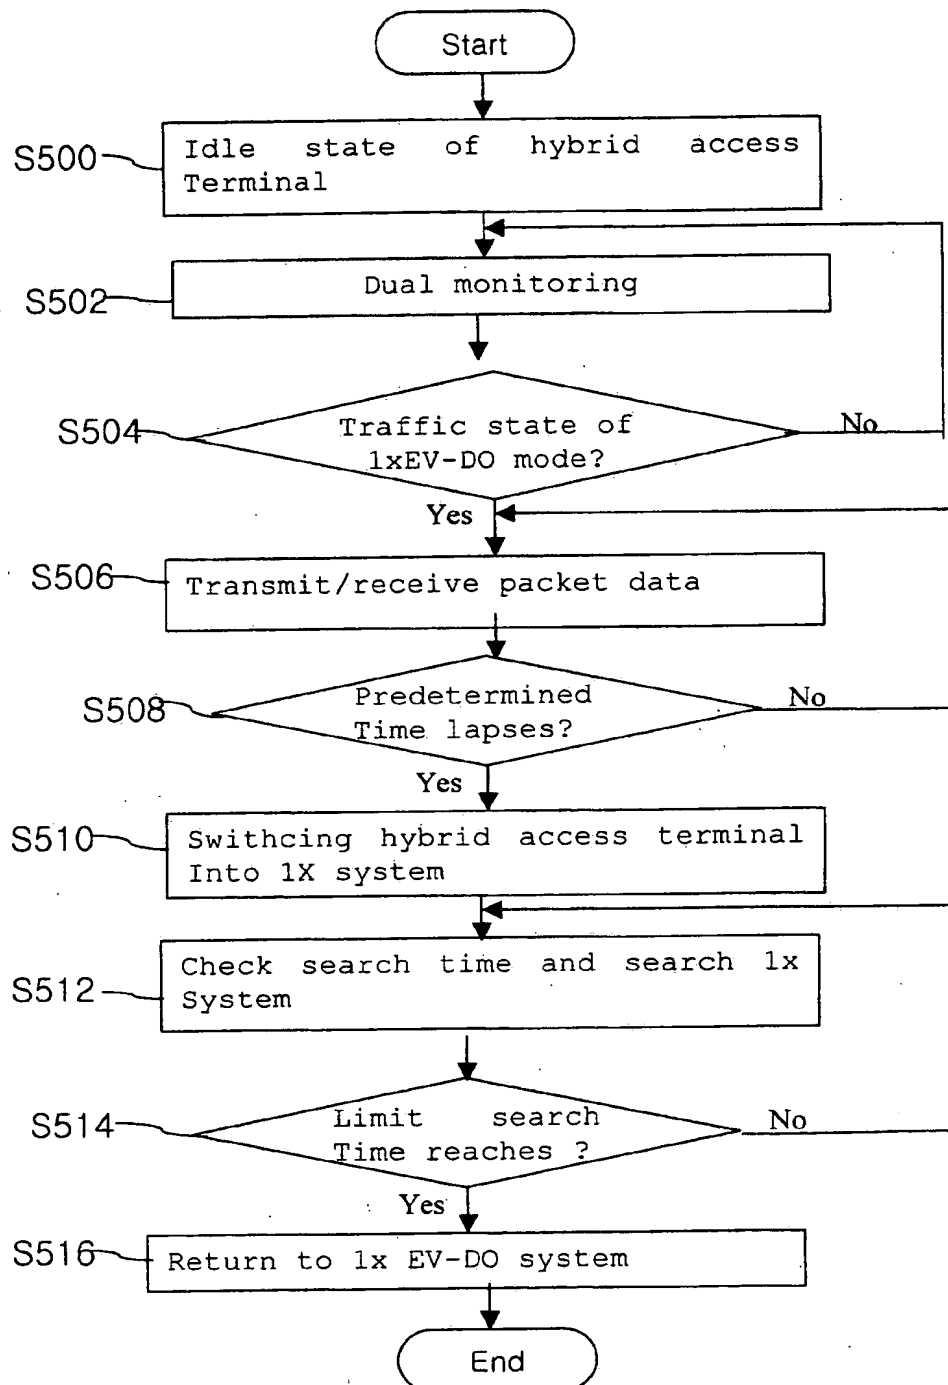 Start
S500
Idle state of hybrid access
Terminal
S502
Dual monitoring
S504
Traffic state of
1xEV-DO mode?
No
Yes
S506
Transmit/receive packet data
S508
Predetermined
Time lapses?
No
Yes
S510
Swithcing hybrid access terminal
Into 1X system
S512
Check search time and search 1x
System
S514
Limit search
Time reaches ?
No
Yes
S516
Return to 1x EV-DO system
End